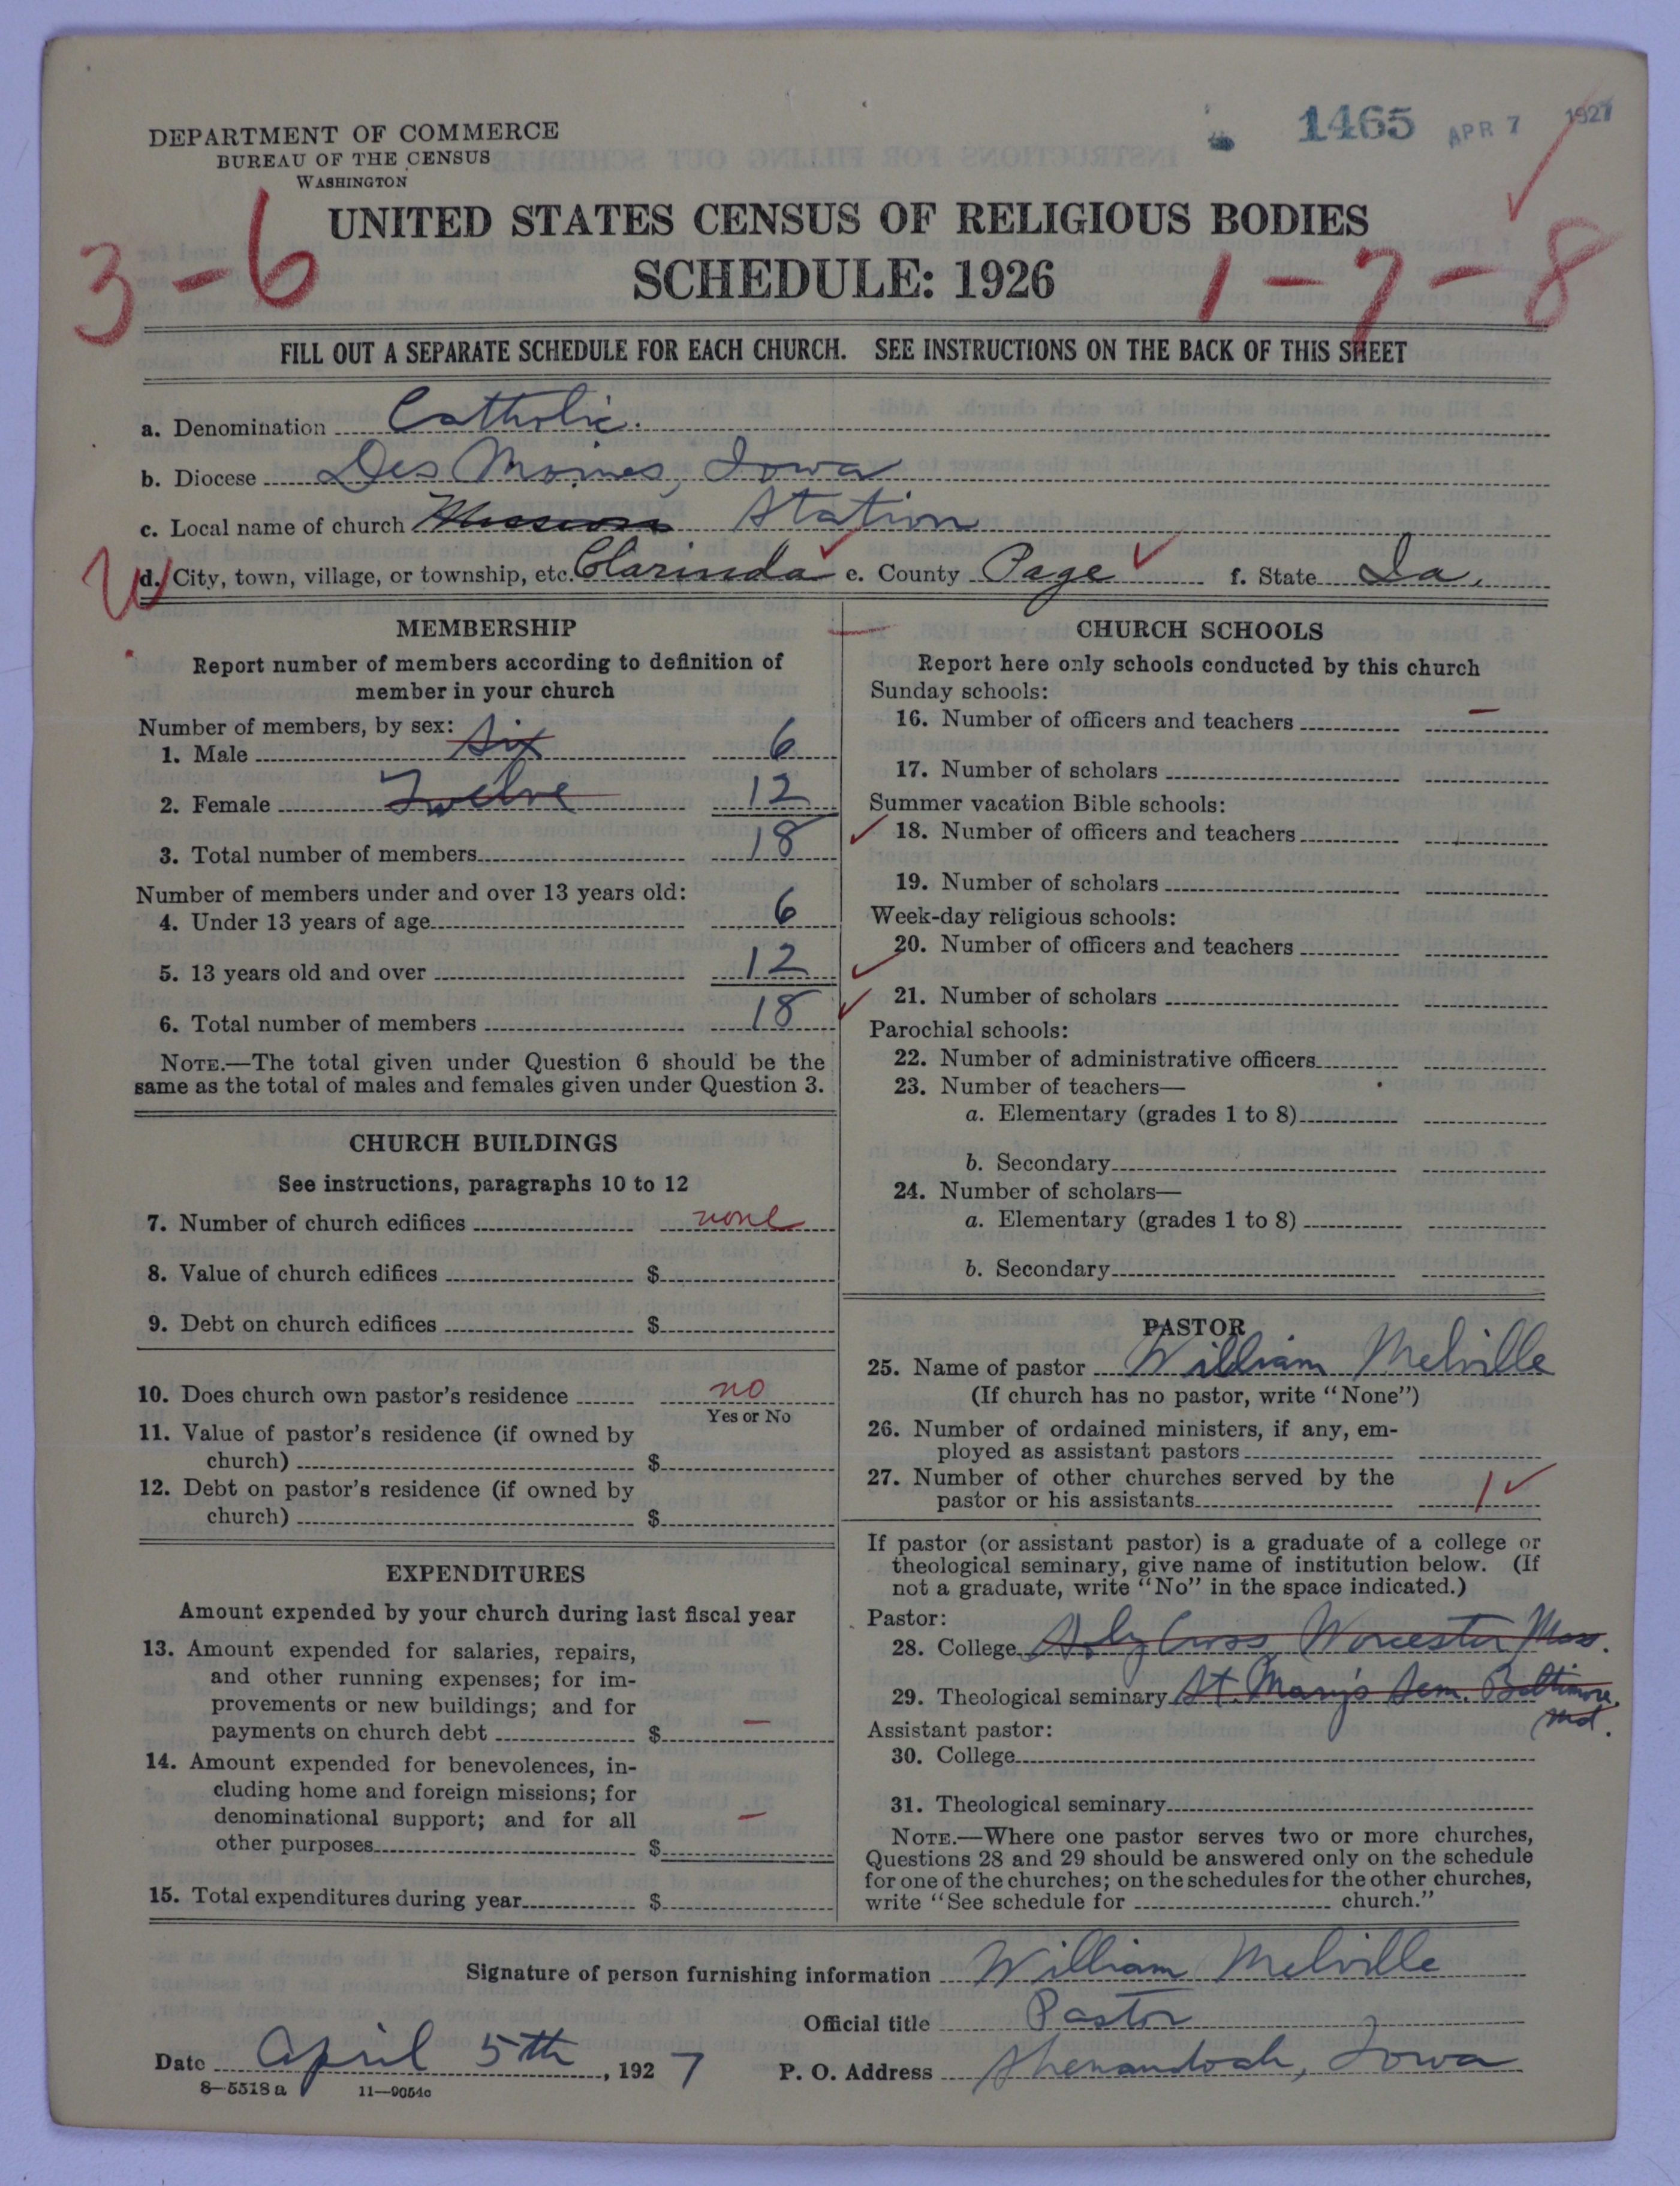 1465 APR 7 1927
DEPARTMENT OF COMMERCE
BUREAU OF THE CENSUS
WASHINGTON
UNITED STATES CENSUS OF RELIGIOUS BODIES
SCHEDULE: 1926
3-6
1-7-8
FILL OUT A SEPARATE SCHEDULE FOR EACH CHURCH. SEE INSTRUCTIONS ON THE BACK OF THIS SHEET
a. Denomination Catholic.
b. Diocese Des Moines, Iowa
c. Local name of church Mission Station
d. City, town, village, or township, etc. Clarinda e. County Page f. State Ia.
MEMBERSHIP
Report number of members according to definition of
member in your church
Number of members, by sex:
1. Male Six 6
2. Female Twelve 12
3. Total number of members 18
Number of members under and over 13 years old:
4. Under 13 years of age 6
5. 13 years old and over 12
6. Total number of members 18
NOTE.—The total given under Question 6 should be the
same as the total of males and females given under Question 3.
CHURCH BUILDINGS
See instructions, paragraphs 10 to 12
7. Number of church edifices none
8. Value of church edifices $
9. Debt on church edifices $
10. Does church own pastor's residence no
Yes or No
11. Value of pastor's residence (if owned by
church) $
12. Debt on pastor's residence (if owned by
church) $
EXPENDITURES
Amount expended by your church during last fiscal year
13. Amount expended for salaries, repairs,
and other running expenses; for im-
provements or new buildings; and for
payments on church debt $ —
14. Amount expended for benevolences, in-
cluding home and foreign missions; for
denominational support; and for all
other purposes $ —
15. Total expenditures during year $
CHURCH SCHOOLS
Report here only schools conducted by this church
Sunday schools:
16. Number of officers and teachers —
17. Number of scholars
Summer vacation Bible schools:
18. Number of officers and teachers
19. Number of scholars
Week-day religious schools:
20. Number of officers and teachers
21. Number of scholars
Parochial schools:
22. Number of administrative officers
23. Number of teachers—
a. Elementary (grades 1 to 8)
b. Secondary
24. Number of scholars—
a. Elementary (grades 1 to 8)
b. Secondary
PASTOR
25. Name of pastor William Melville
(If church has no pastor, write "None")
26. Number of ordained ministers, if any, em-
ployed as assistant pastors
27. Number of other churches served by the
pastor or his assistants 1
If pastor (or assistant pastor) is a graduate of a college or
theological seminary, give name of institution below. (If
not a graduate, write "No" in the space indicated.)
Pastor:
28. College Holy Cross Worcester Mass.
29. Theological seminary St. Mary's Sem. Baltimore,
Md.
Assistant pastor:
30. College
31. Theological seminary
NOTE.—Where one pastor serves two or more churches,
Questions 28 and 29 should be answered only on the schedule
for one of the churches; on the schedules for the other churches,
write "See schedule for church."
Signature of person furnishing information William Melville
Official title Pastor
Date April 5th, 1927 P. O. Address Shenandoah, Iowa
8-5518 a 11-9054c